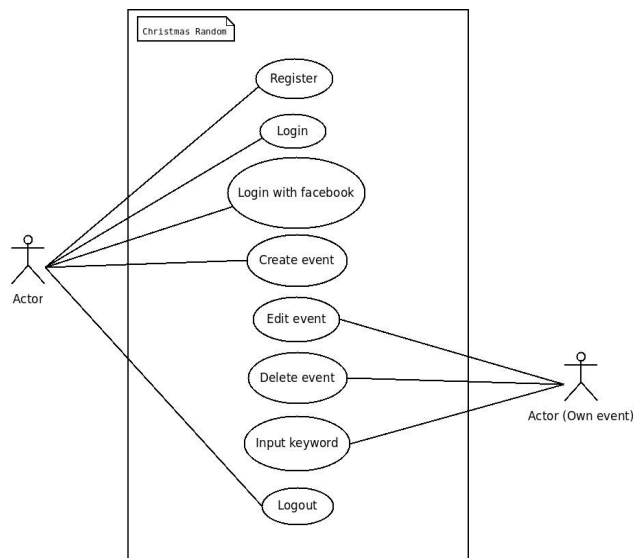 Christmas Random
Register
Login
Login with facebook
Create event
Edit event
Delete event
Input keyword
Logout
Actor
Actor (Own event)